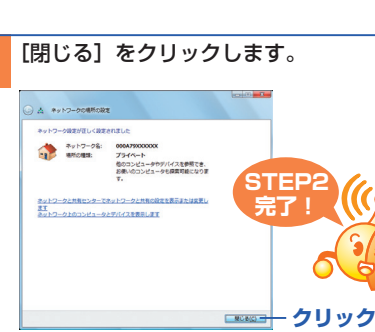 [閉じる]をクリックします。
ネットワークの場所の設定
ネットワーク設定が正しく設定されました
ネットワーク名: 000A79XXXXXX
場所の種類: プライベート
他のコンピュータやデバイスを参照でき、
お使いのコンピュータも検索可能になりま
す。
ネットワークと共有センターでネットワークと共有の設定を表示または変更し
ます
ネットワーク上のコンピュータとデバイスを表示します
STEP2
完了！
閉じる(C)
クリック